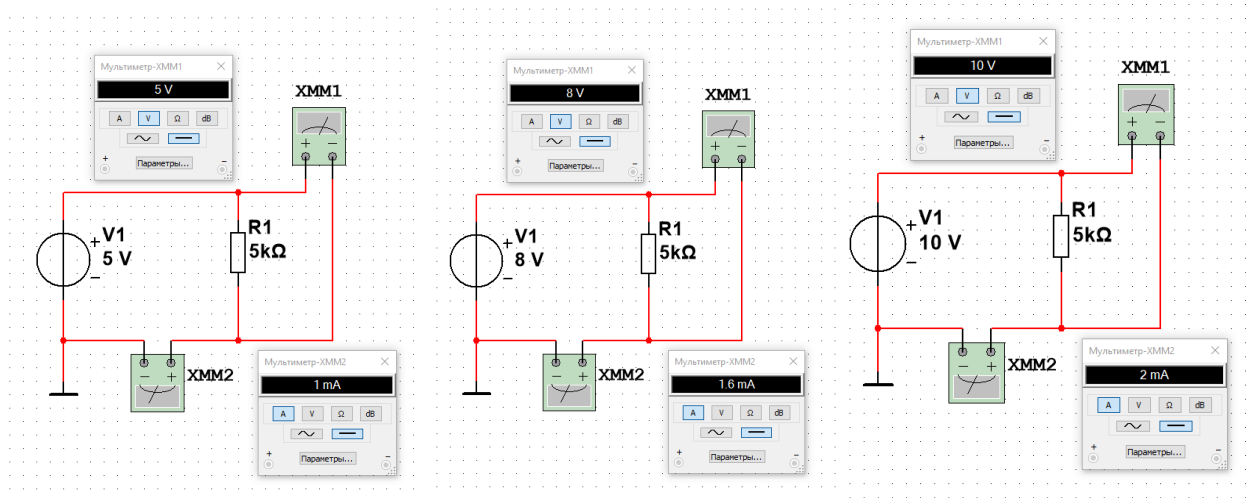 Мультиметр-XMM1
5 V
A V Ω dB
+ −
Параметры...
XMM1
+ −
V1
5 V
+
−
R1
5kΩ
− +
XMM2
Мультиметр-XMM2
1 mA
A V Ω dB
+ −
Параметры...
Мультиметр-XMM1
8 V
A V Ω dB
+ −
Параметры...
XMM1
+ −
V1
8 V
+
−
R1
5kΩ
− +
XMM2
Мультиметр-XMM2
1.6 mA
A V Ω dB
+ −
Параметры...
Мультиметр-XMM1
10 V
A V Ω dB
+ −
Параметры...
XMM1
+ −
V1
10 V
+
−
R1
5kΩ
− +
XMM2
Мультиметр-XMM2
2 mA
A V Ω dB
+ −
Параметры...